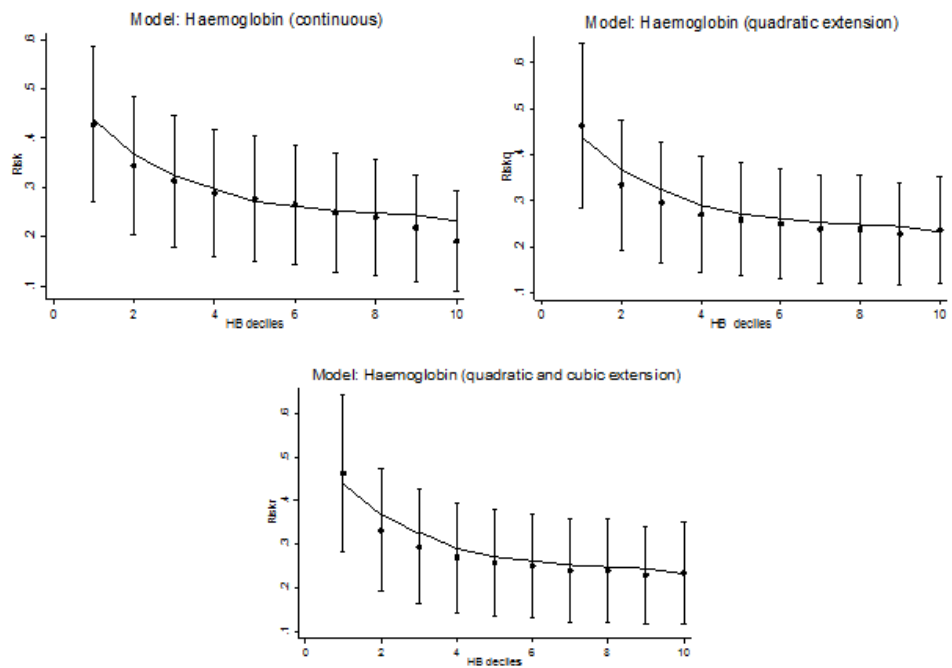 Model: Haemoglobin (continuous)
Risk
.6
.5
.4
.3
.2
.1
0 2 4 6 8 10
HB deciles
Model: Haemoglobin (quadratic extension)
Riskq
.6
.5
.4
.3
.2
.1
0 2 4 6 8 10
HB deciles
Model: Haemoglobin (quadratic and cubic extension)
Riskr
.6
.5
.4
.3
.2
.1
0 2 4 6 8 10
HB deciles